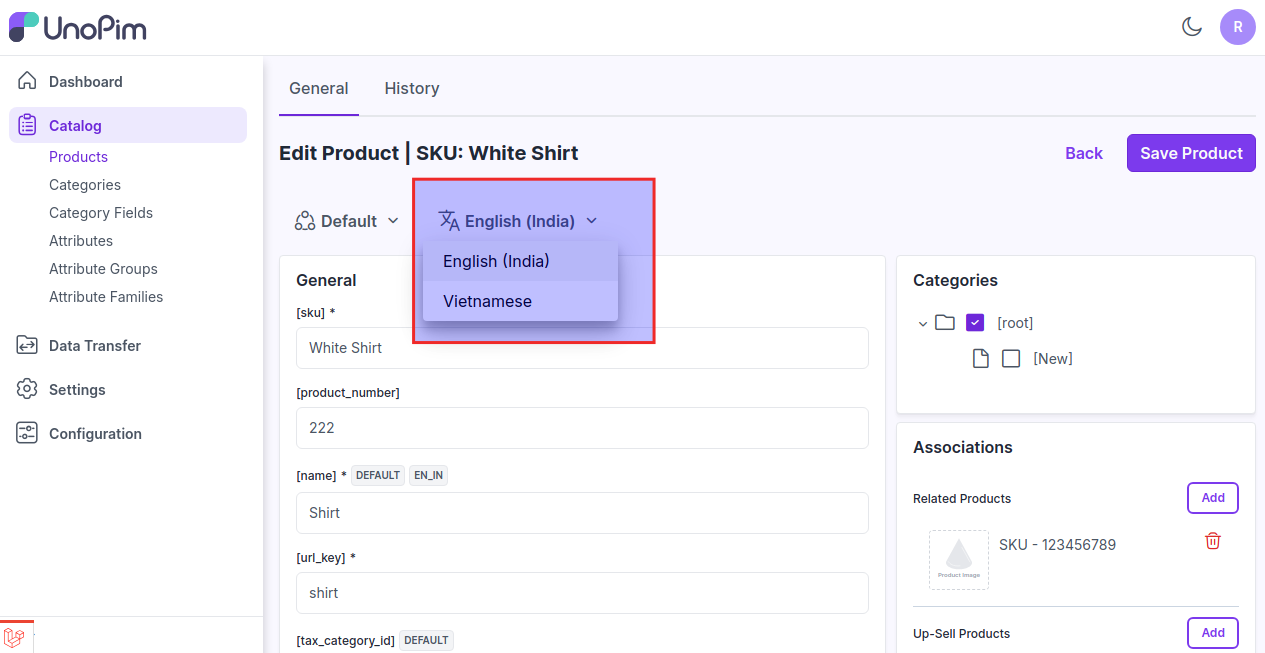 UnoPim
R
Dashboard
Catalog
Products
Categories
Category Fields
Attributes
Attribute Groups
Attribute Families
Data Transfer
Settings
Configuration
General History
Edit Product | SKU: White Shirt
Back
Save Product
Default
English (India)
English (India)
Vietnamese
General
[sku] *
White Shirt
[product_number]
222
[name] * DEFAULT EN_IN
Shirt
[url_key] *
shirt
[tax_category_id] DEFAULT
Categories
[root]
[New]
Associations
Related Products
Add
Product Image
SKU - 123456789
Up-Sell Products
Add